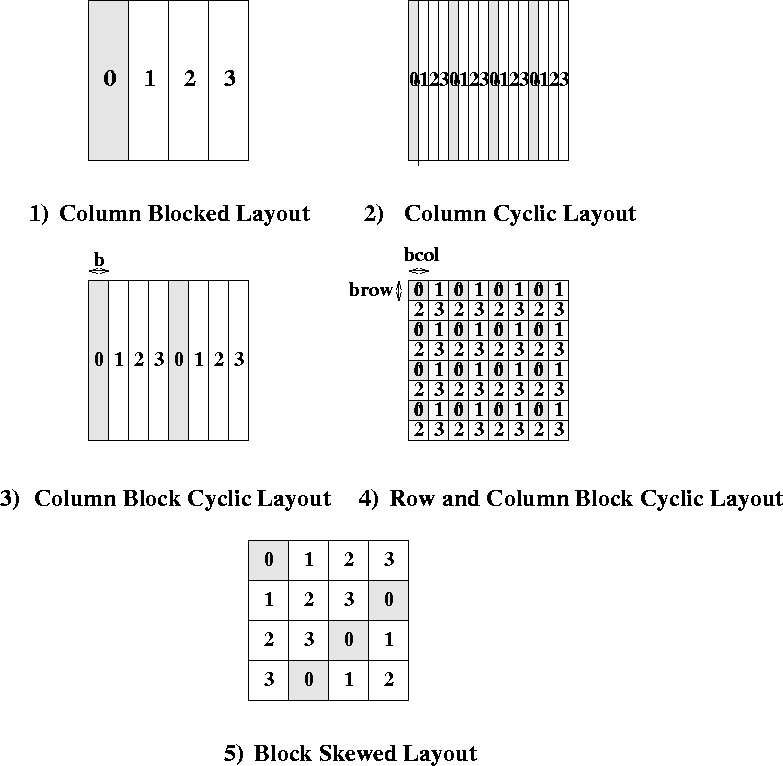 0 1 2 3
0123012301230123
1) Column Blocked Layout
2) Column Cyclic Layout
b
0 1 2 3 0 1 2 3
bcol
brow
0 1 0 1 0 1 0 1
2 3 2 3 2 3 2 3
0 1 0 1 0 1 0 1
2 3 2 3 2 3 2 3
0 1 0 1 0 1 0 1
2 3 2 3 2 3 2 3
0 1 0 1 0 1 0 1
2 3 2 3 2 3 2 3
3) Column Block Cyclic Layout
4) Row and Column Block Cyclic Layout
0 1 2 3
1 2 3 0
2 3 0 1
3 0 1 2
5) Block Skewed Layout